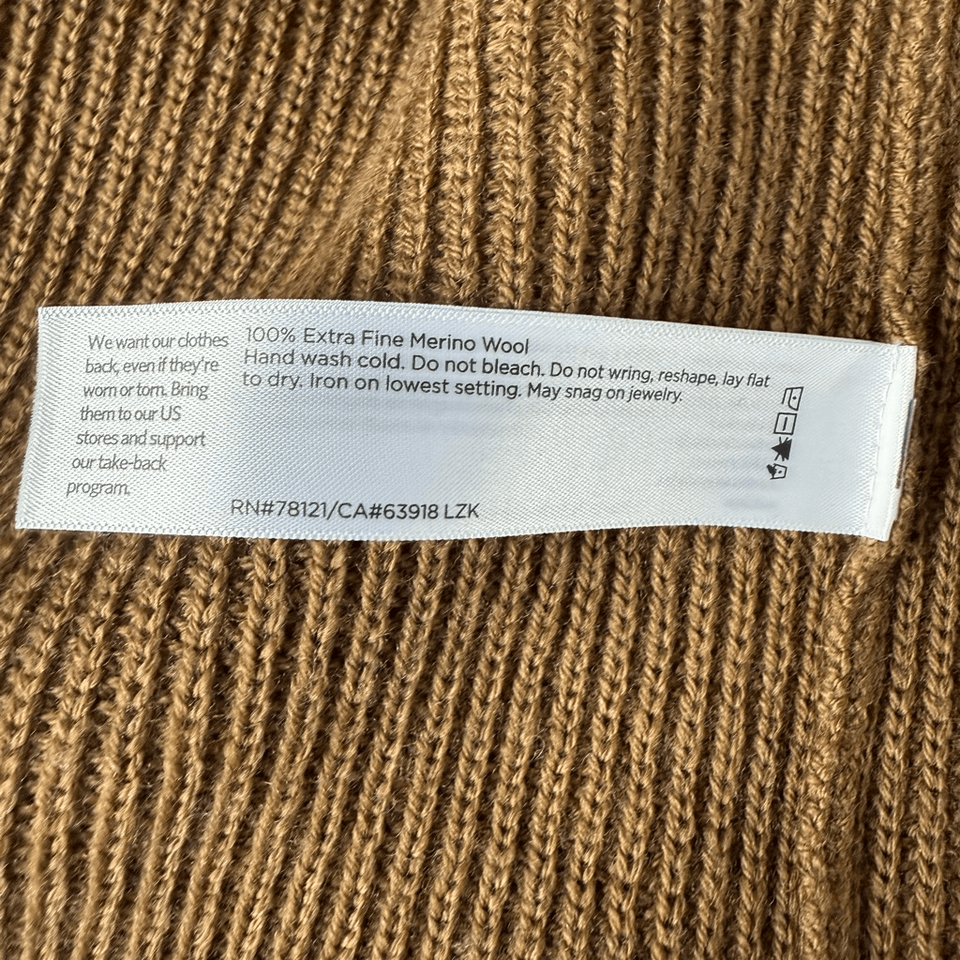 We want our clothes
back, even if they're
worn or torn. Bring
them to our US
stores and support
our take-back
program.
100% Extra Fine Merino Wool
Hand wash cold. Do not bleach. Do not wring, reshape, lay flat
to dry. Iron on lowest setting. May snag on jewelry.
RN#78121/CA#63918 LZK